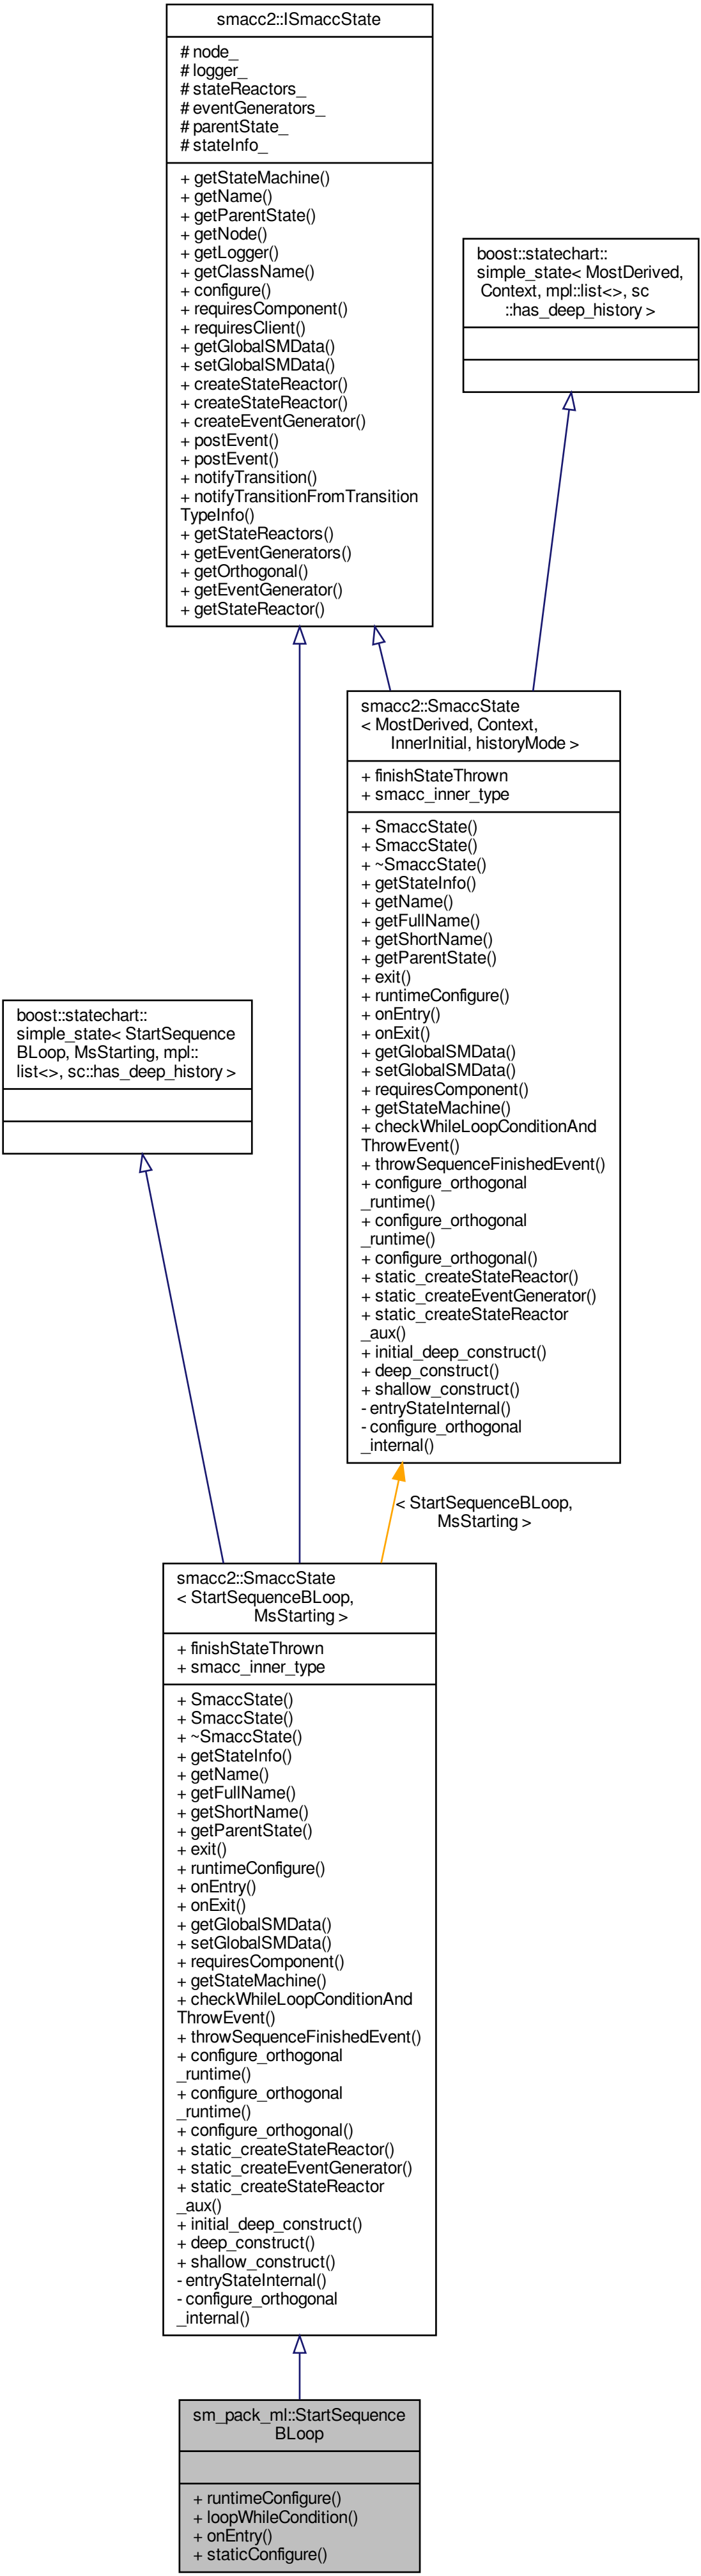 smacc2::ISmaccState
# node_
# logger_
# stateReactors_
# eventGenerators_
# parentState_
# stateInfo_
+ getStateMachine()
+ getName()
+ getParentState()
+ getNode()
+ getLogger()
+ getClassName()
+ configure()
+ requiresComponent()
+ requiresClient()
+ getGlobalSMData()
+ setGlobalSMData()
+ createStateReactor()
+ createStateReactor()
+ createEventGenerator()
+ postEvent()
+ postEvent()
+ notifyTransition()
+ notifyTransitionFromTransition
TypeInfo()
+ getStateReactors()
+ getEventGenerators()
+ getOrthogonal()
+ getEventGenerator()
+ getStateReactor()
boost::statechart::
simple_state< MostDerived,
Context, mpl::list<>, sc
::has_deep_history >
smacc2::SmaccState
< MostDerived, Context,
InnerInitial, historyMode >
+ finishStateThrown
+ smacc_inner_type
+ SmaccState()
+ SmaccState()
+ ~SmaccState()
+ getStateInfo()
+ getName()
+ getFullName()
+ getShortName()
+ getParentState()
+ exit()
+ runtimeConfigure()
+ onEntry()
+ onExit()
+ getGlobalSMData()
+ setGlobalSMData()
+ requiresComponent()
+ getStateMachine()
+ checkWhileLoopConditionAnd
ThrowEvent()
+ throwSequenceFinishedEvent()
+ configure_orthogonal
_runtime()
+ configure_orthogonal
_runtime()
+ configure_orthogonal()
+ static_createStateReactor()
+ static_createEventGenerator()
+ static_createStateReactor
_aux()
+ initial_deep_construct()
+ deep_construct()
+ shallow_construct()
- entryStateInternal()
- configure_orthogonal
_internal()
boost::statechart::
simple_state< StartSequence
BLoop, MsStarting, mpl::
list<>, sc::has_deep_history >
< StartSequenceBLoop,
MsStarting >
smacc2::SmaccState
< StartSequenceBLoop,
MsStarting >
+ finishStateThrown
+ smacc_inner_type
+ SmaccState()
+ SmaccState()
+ ~SmaccState()
+ getStateInfo()
+ getName()
+ getFullName()
+ getShortName()
+ getParentState()
+ exit()
+ runtimeConfigure()
+ onEntry()
+ onExit()
+ getGlobalSMData()
+ setGlobalSMData()
+ requiresComponent()
+ getStateMachine()
+ checkWhileLoopConditionAnd
ThrowEvent()
+ throwSequenceFinishedEvent()
+ configure_orthogonal
_runtime()
+ configure_orthogonal
_runtime()
+ configure_orthogonal()
+ static_createStateReactor()
+ static_createEventGenerator()
+ static_createStateReactor
_aux()
+ initial_deep_construct()
+ deep_construct()
+ shallow_construct()
- entryStateInternal()
- configure_orthogonal
_internal()
sm_pack_ml::StartSequence
BLoop
+ runtimeConfigure()
+ loopWhileCondition()
+ onEntry()
+ staticConfigure()